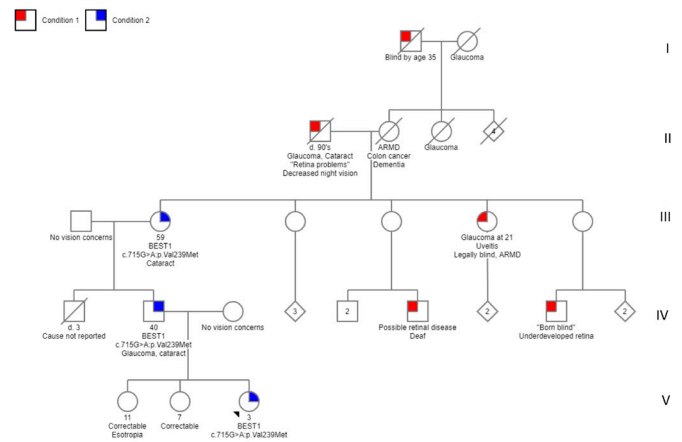 Condition 1
Condition 2
I
Blind by age 35
Glaucoma
4
II
d. 90's
Glaucoma, Cataract
"Retina problems"
Decreased night vision
ARMD
Colon cancer
Dementia
Glaucoma
III
No vision concerns
59
BEST1
c.715G>A:p.Val239Met
Cataract
Glaucoma at 21
Uveitis
Legally blind, ARMD
IV
d. 3
Cause not reported
40
BEST1
c.715G>A:p.Val239Met
Glaucoma, cataract
No vision concerns
3
2
Possible retinal disease
Deaf
2
"Born blind"
Underdeveloped retina
2
V
11
Correctable
Esotropia
7
Correctable
3
BEST1
c.715G>A:p.Val239Met